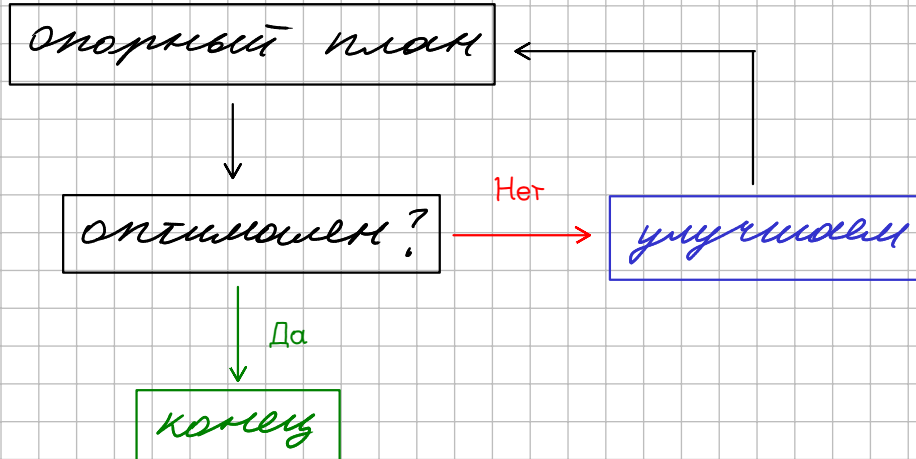 опорный план
Нет
оптимален?
улучшаем
Да
конец